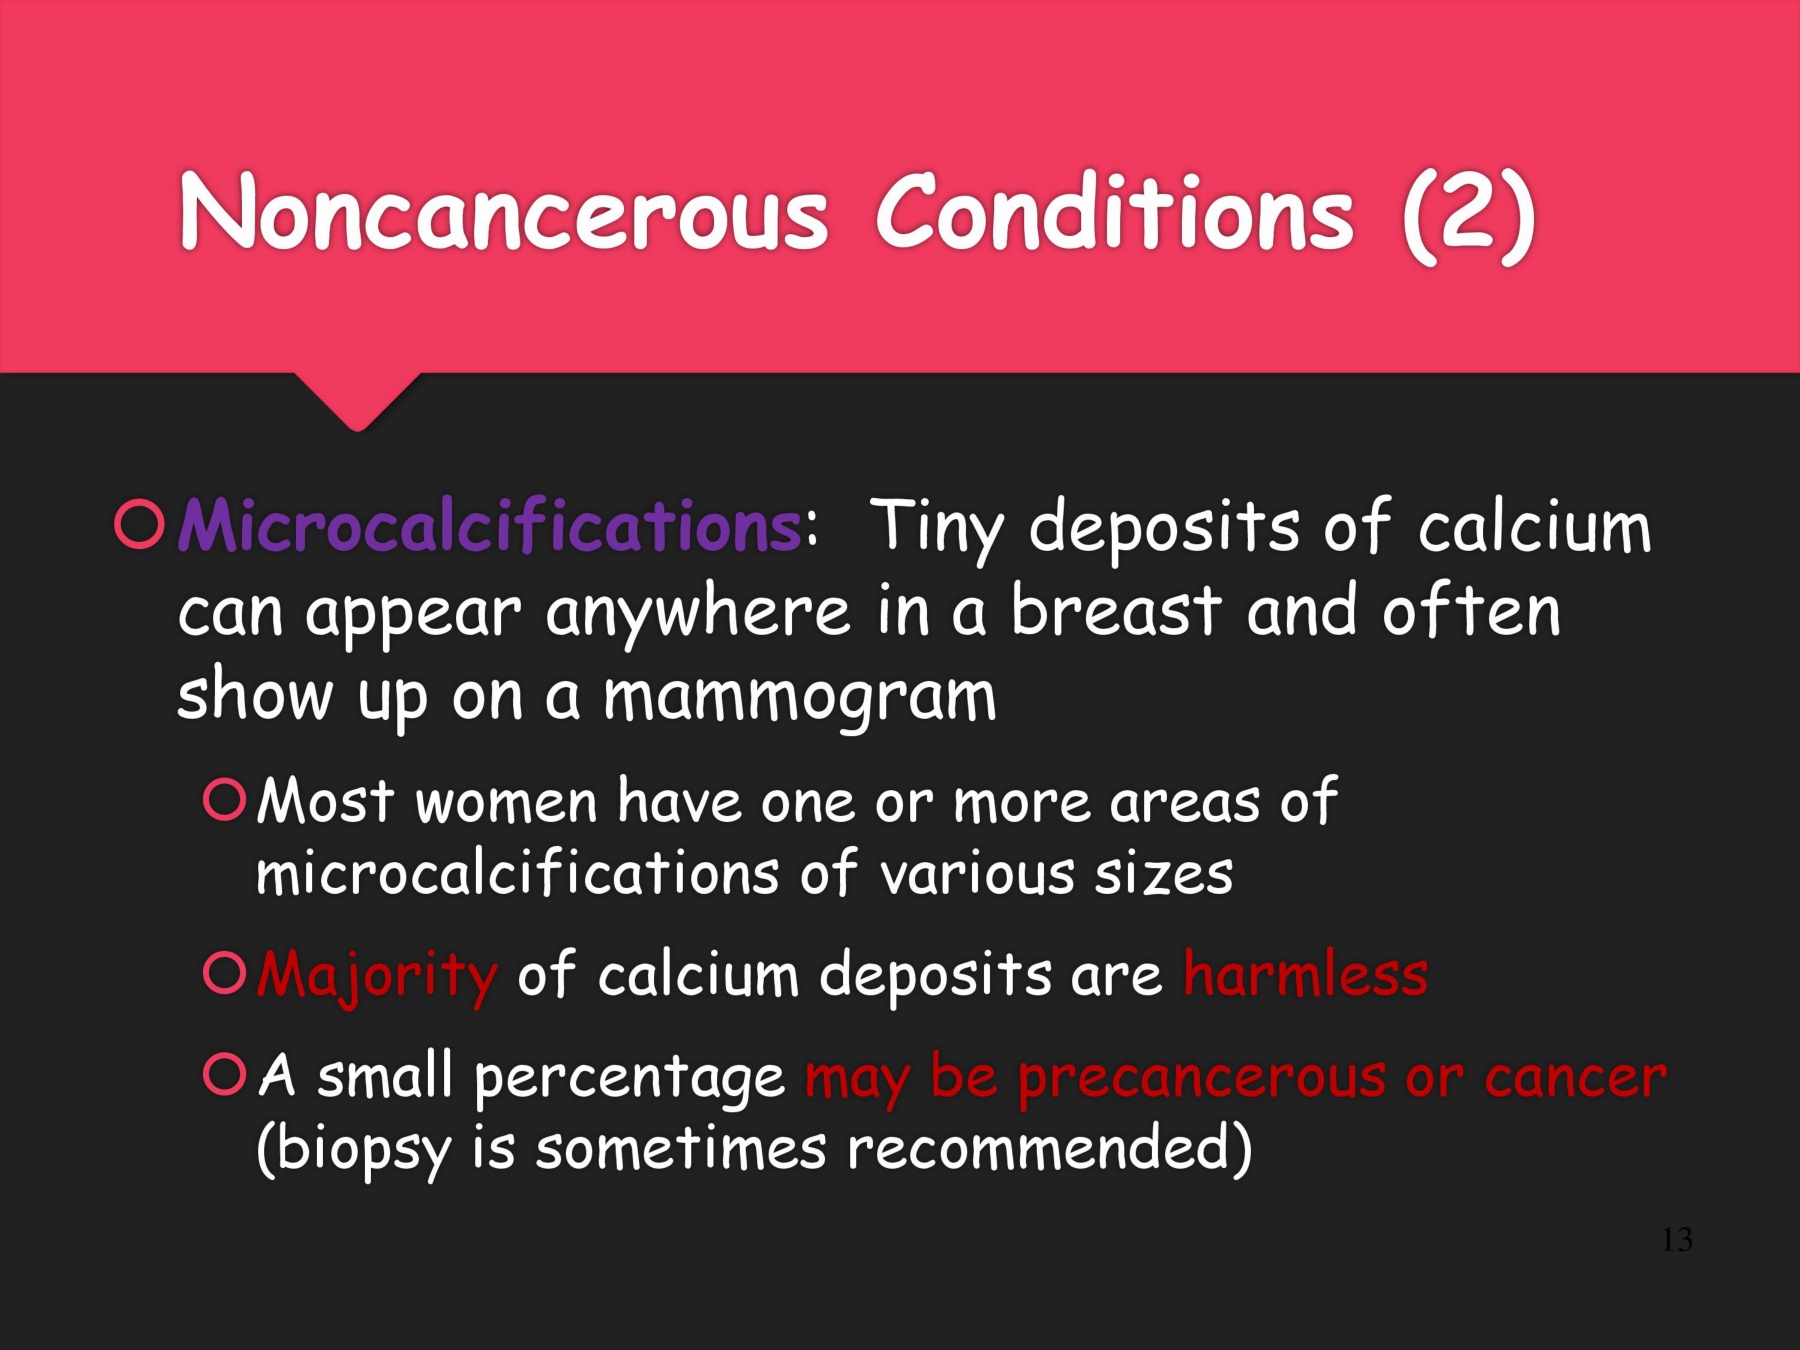 Noncancerous Conditions (2)
Microcalcifications: Tiny deposits of calcium
can appear anywhere in a breast and often
show up on a mammogram
Most women have one or more areas of
microcalcifications of various sizes
Majority of calcium deposits are harmless
A small percentage may be precancerous or cancer
(biopsy is sometimes recommended)
13